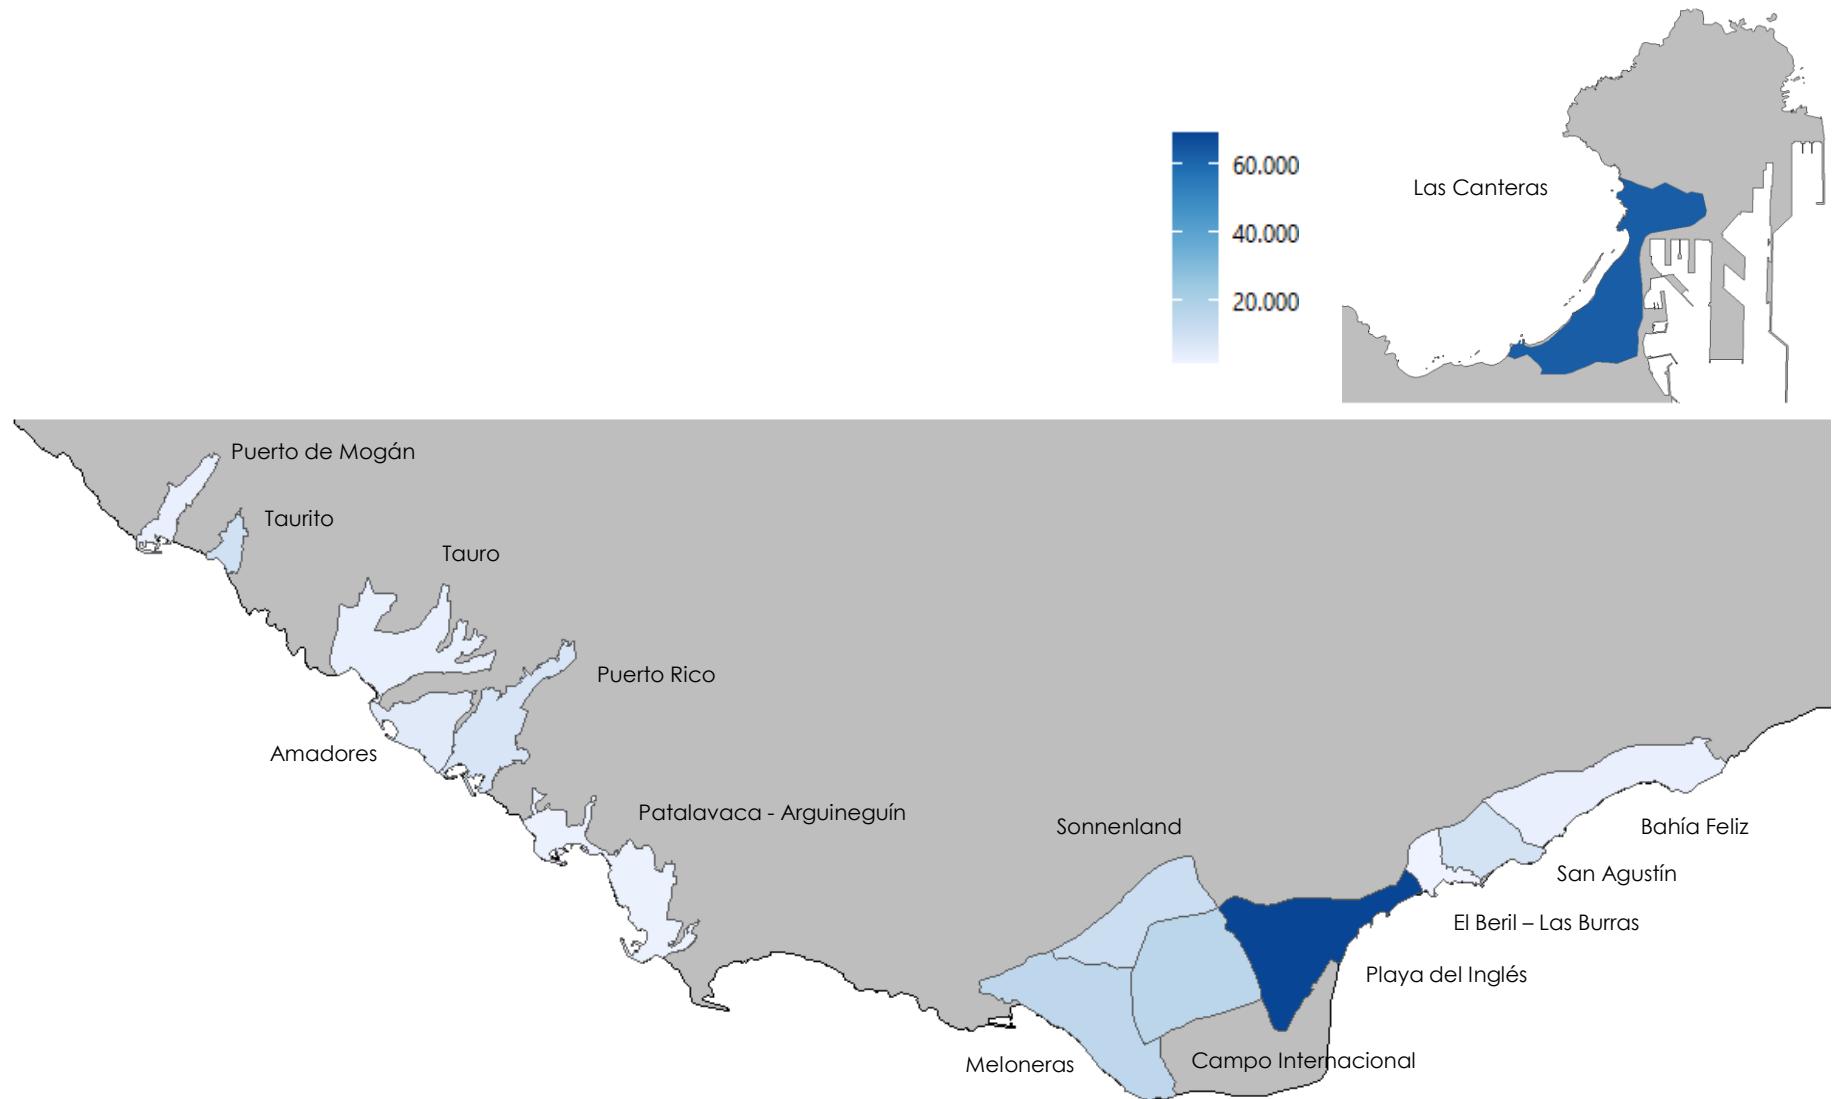 60.000
40.000
20.000
Las Canteras
Puerto de Mogán
Taurito
Tauro
Puerto Rico
Amadores
Patalavaca - Arguineguín
Sonnenland
Bahía Feliz
San Agustín
El Beril – Las Burras
Playa del Inglés
Meloneras
Campo Internacional